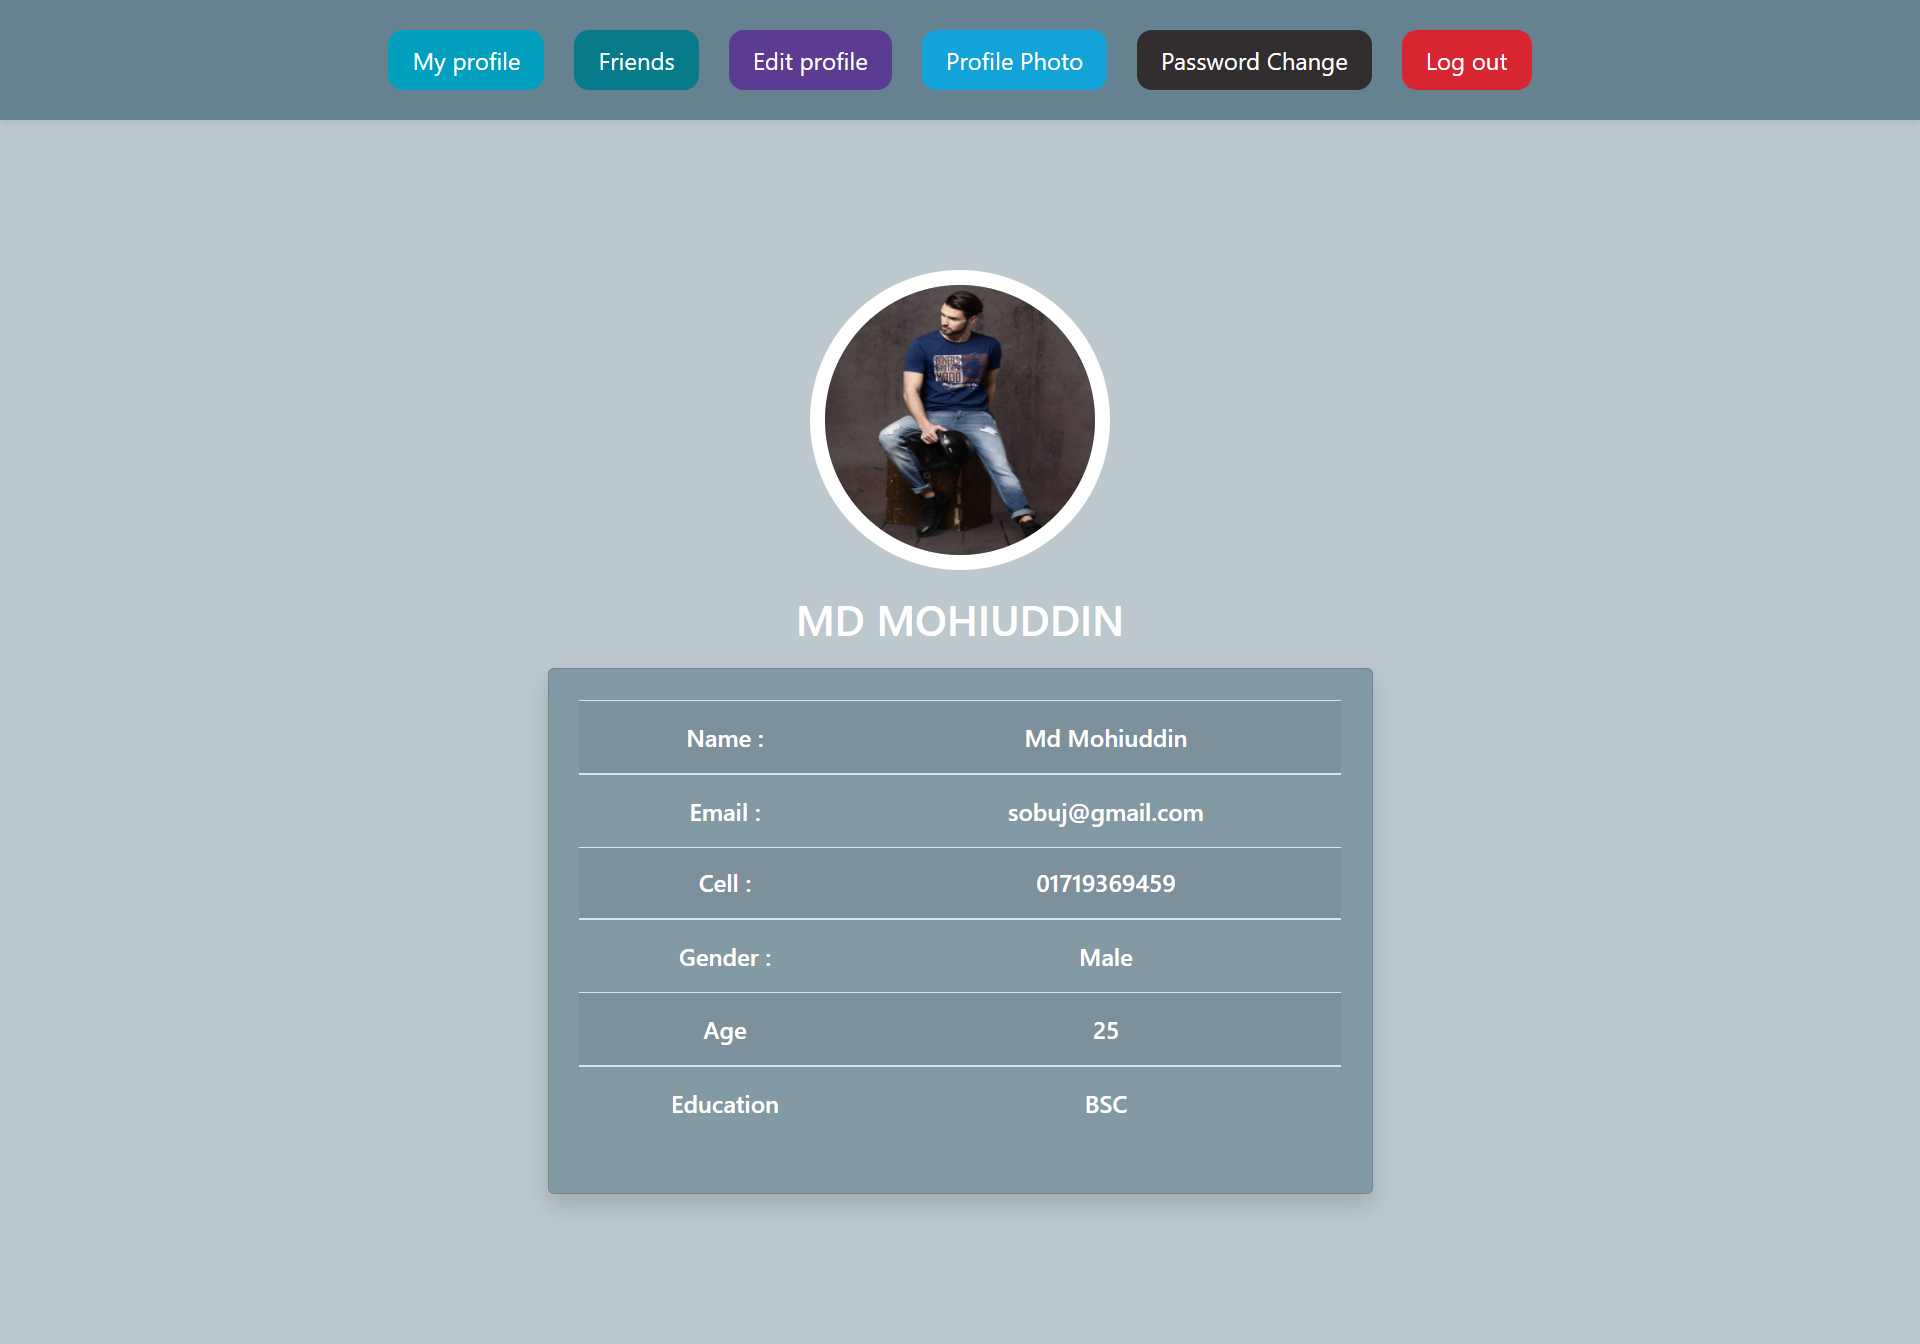 My profile Friends Edit profile Profile Photo Password Change Log out
MD MOHIUDDIN
Name : Md Mohiuddin
Email : sobuj@gmail.com
Cell : 01719369459
Gender : Male
Age 25
Education BSC